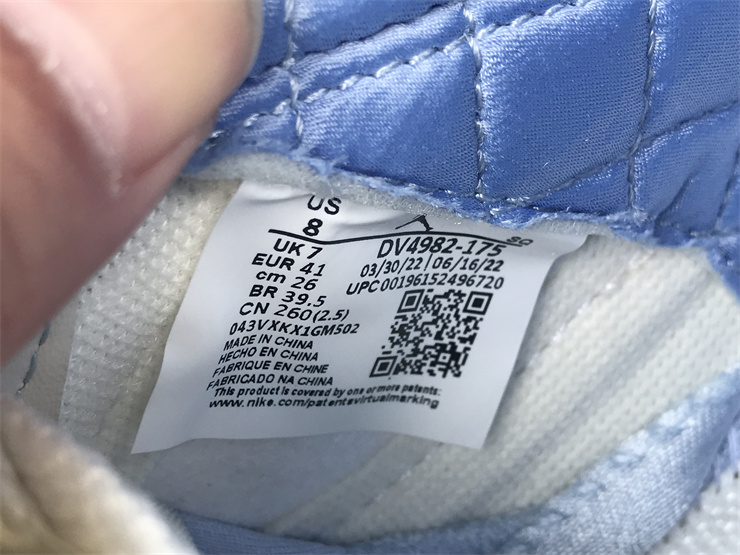 US
8
UK 7
EUR 41
cm 26
BR 39.5
CN 260 (2.5)
043VXKX1GM502
MADE IN CHINA
HECHO EN CHINA
FABRIQUE EN CHINE
FABRICADO NA CHINA
This product is covered by one or more patents:
www.nike.com/patentsvirtualmarking
SG
DV4982-175
03/30/22 | 06/16/22
UPC 00196152496720